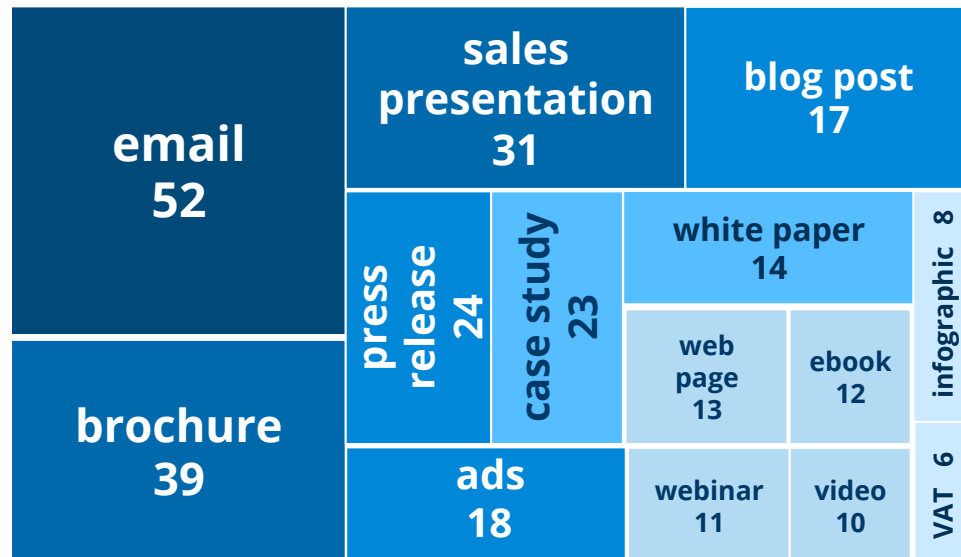 email
52
sales
presentation
31
blog post
17
press
release
24
case study
23
white paper
14
infographic 8
web
page
13
ebook
12
brochure
39
ads
18
webinar
11
video
10
VAT 6